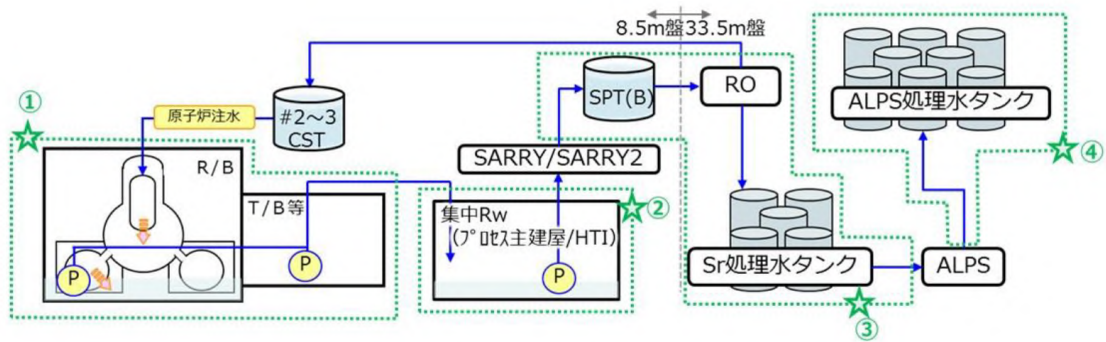 8.5m盤
33.5m盤
①
原子炉注水
#2～3
CST
SPT(B)
RO
ALPS処理水タンク
④
R/B
SARRY/SARRY2
T/B等
②
集中Rw
(ﾌﾟﾛｾｽ主建屋/HTI)
P
P
P
Sr処理水タンク
ALPS
③